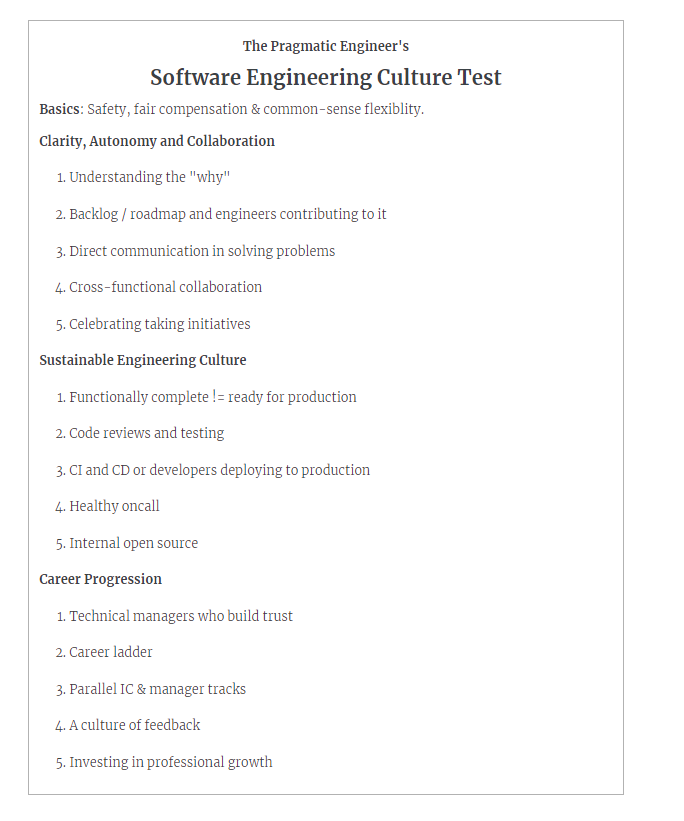 The Pragmatic Engineer's
Software Engineering Culture Test
Basics: Safety, fair compensation & common-sense flexiblity.
Clarity, Autonomy and Collaboration
1. Understanding the "why"
2. Backlog / roadmap and engineers contributing to it
3. Direct communication in solving problems
4. Cross-functional collaboration
5. Celebrating taking initiatives
Sustainable Engineering Culture
1. Functionally complete != ready for production
2. Code reviews and testing
3. CI and CD or developers deploying to production
4. Healthy oncall
5. Internal open source
Career Progression
1. Technical managers who build trust
2. Career ladder
3. Parallel IC & manager tracks
4. A culture of feedback
5. Investing in professional growth